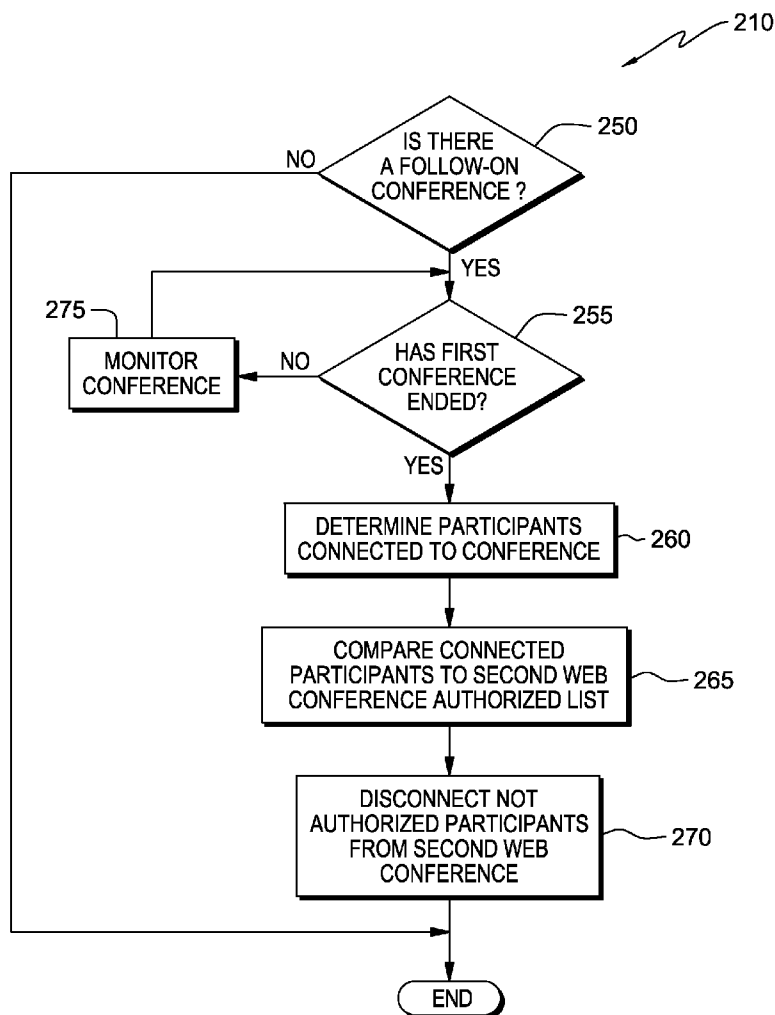 210
IS THERE
A FOLLOW-ON
CONFERENCE ?
250
NO
YES
275
MONITOR
CONFERENCE
NO
HAS FIRST
CONFERENCE
ENDED?
255
YES
DETERMINE PARTICIPANTS
CONNECTED TO CONFERENCE
260
COMPARE CONNECTED
PARTICIPANTS TO SECOND WEB
CONFERENCE AUTHORIZED LIST
265
DISCONNECT NOT
AUTHORIZED PARTICIPANTS
FROM SECOND WEB
CONFERENCE
270
END